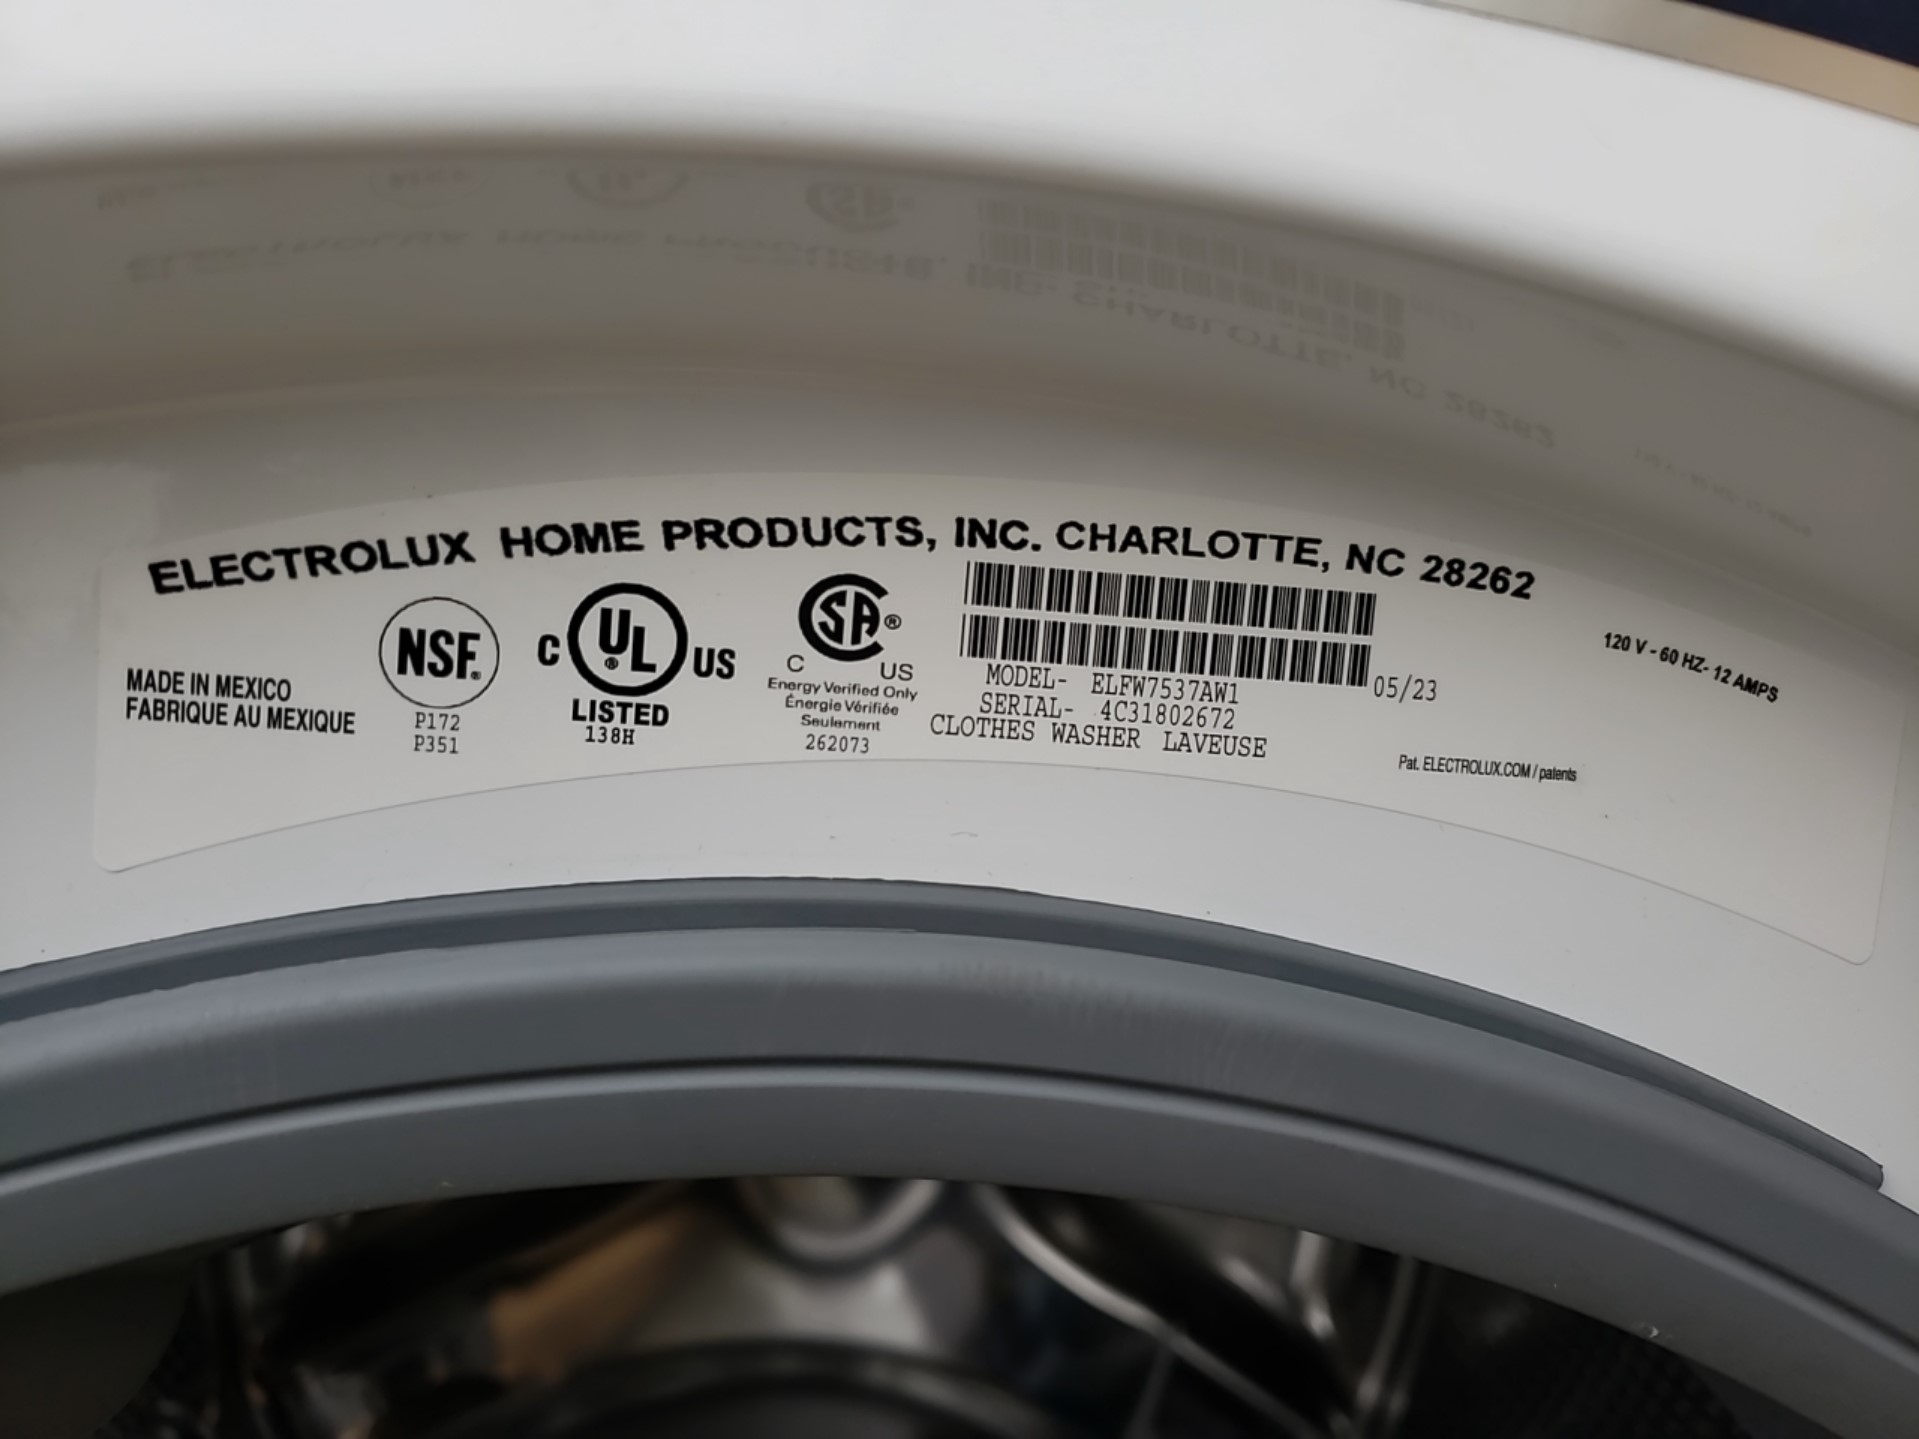 ELECTROLUX HOME PRODUCTS, INC. CHARLOTTE, NC 28262
MADE IN MEXICO
FABRIQUE AU MEXIQUE
NSF®
P172
P351
C UL® US
LISTED
138H
SA®
C US
Energy Verified Only
Énergie Vérifiée
Seulement
262073
05/23
MODEL- ELFW7537AW1
SERIAL- 4C31802672
CLOTHES WASHER LAVEUSE
120 V - 60 HZ- 12 AMPS
Pat. ELECTROLUX.COM / patents